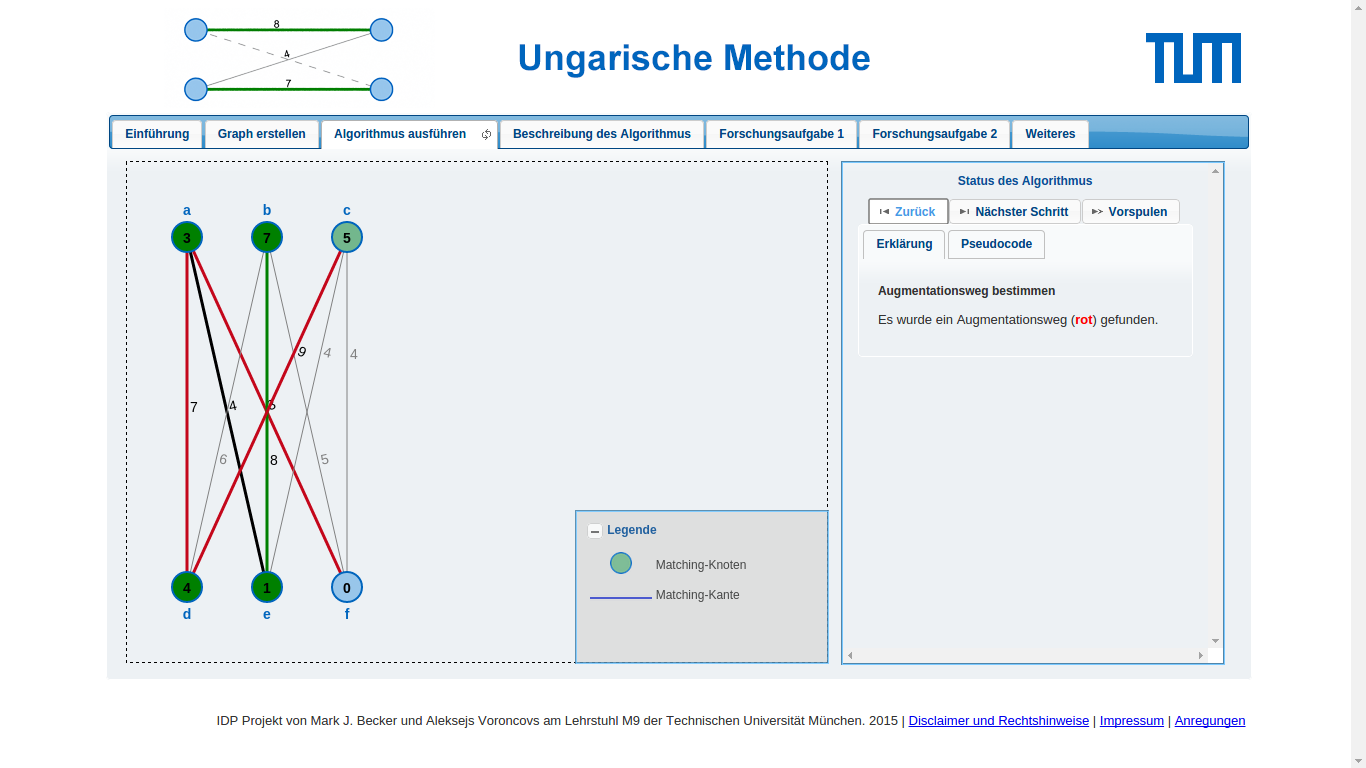 8
4
7
Ungarische Methode
TUM
Einführung Graph erstellen Algorithmus ausführen Beschreibung des Algorithmus Forschungsaufgabe 1 Forschungsaufgabe 2 Weiteres
Status des Algorithmus
Zurück Nächster Schritt Vorspulen
Erklärung Pseudocode
Augmentationsweg bestimmen
Es wurde ein Augmentationsweg (rot) gefunden.
a b c
3 7 5
9 4 4
7 4
6 8 5
4 1 0
d e f
Legende
Matching-Knoten
Matching-Kante
IDP Projekt von Mark J. Becker und Aleksejs Voroncovs am Lehrstuhl M9 der Technischen Universität München. 2015 | Disclaimer und Rechtshinweise | Impressum | Anregungen